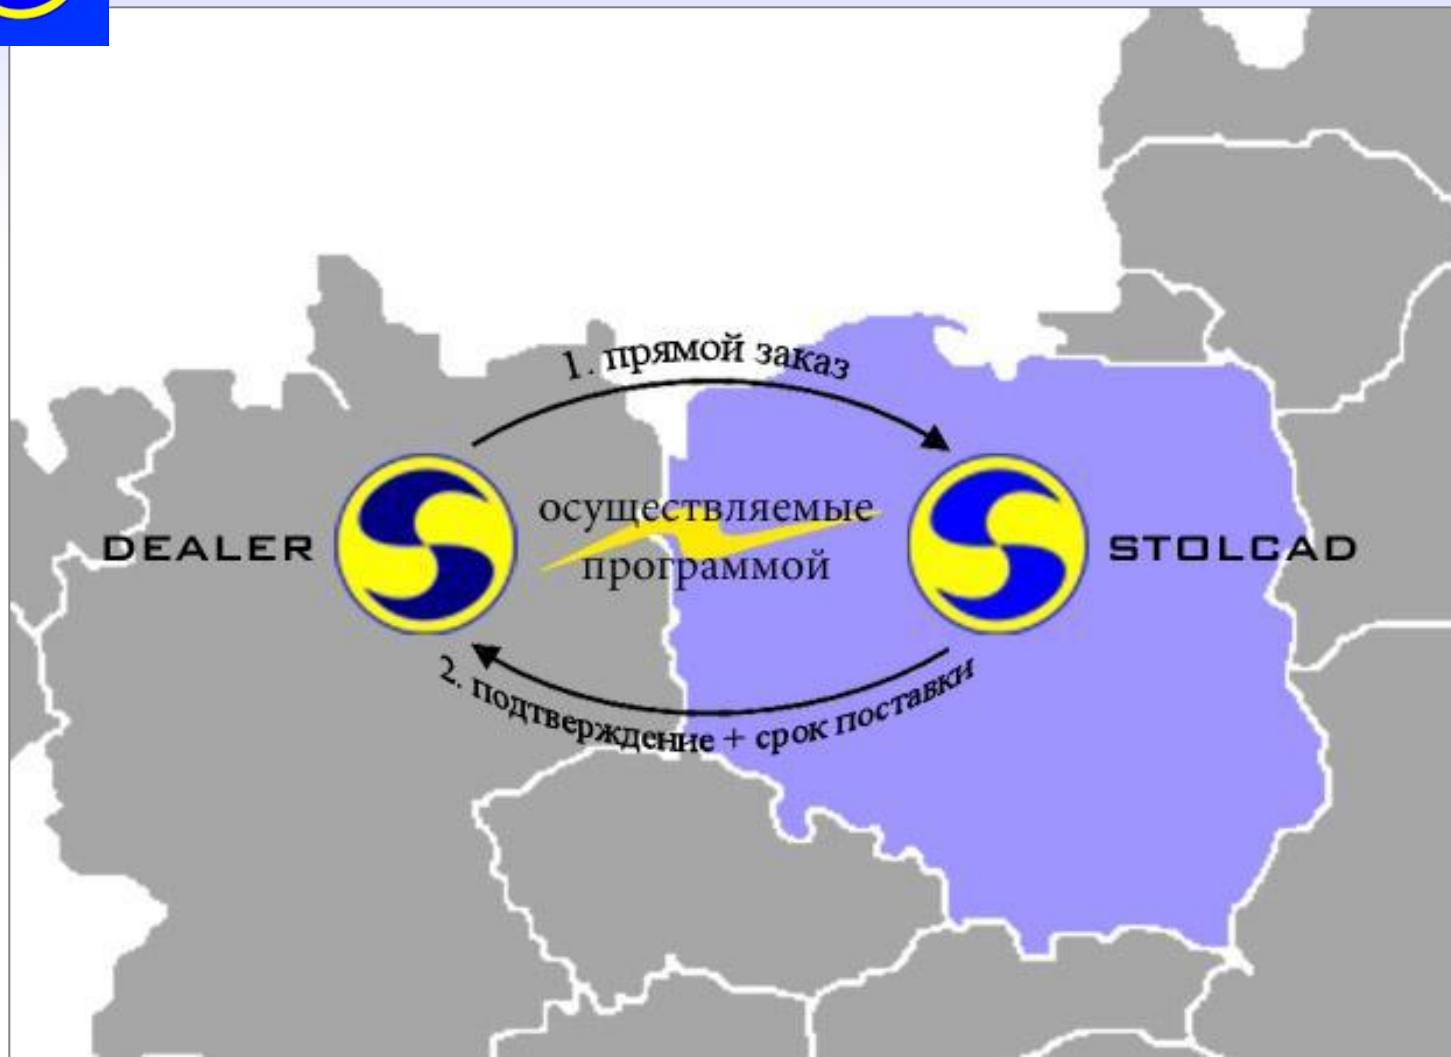 1. прямой заказ
осуществляемые
программой
DEALER
STOLCAD
2. подтверждение + срок поставки